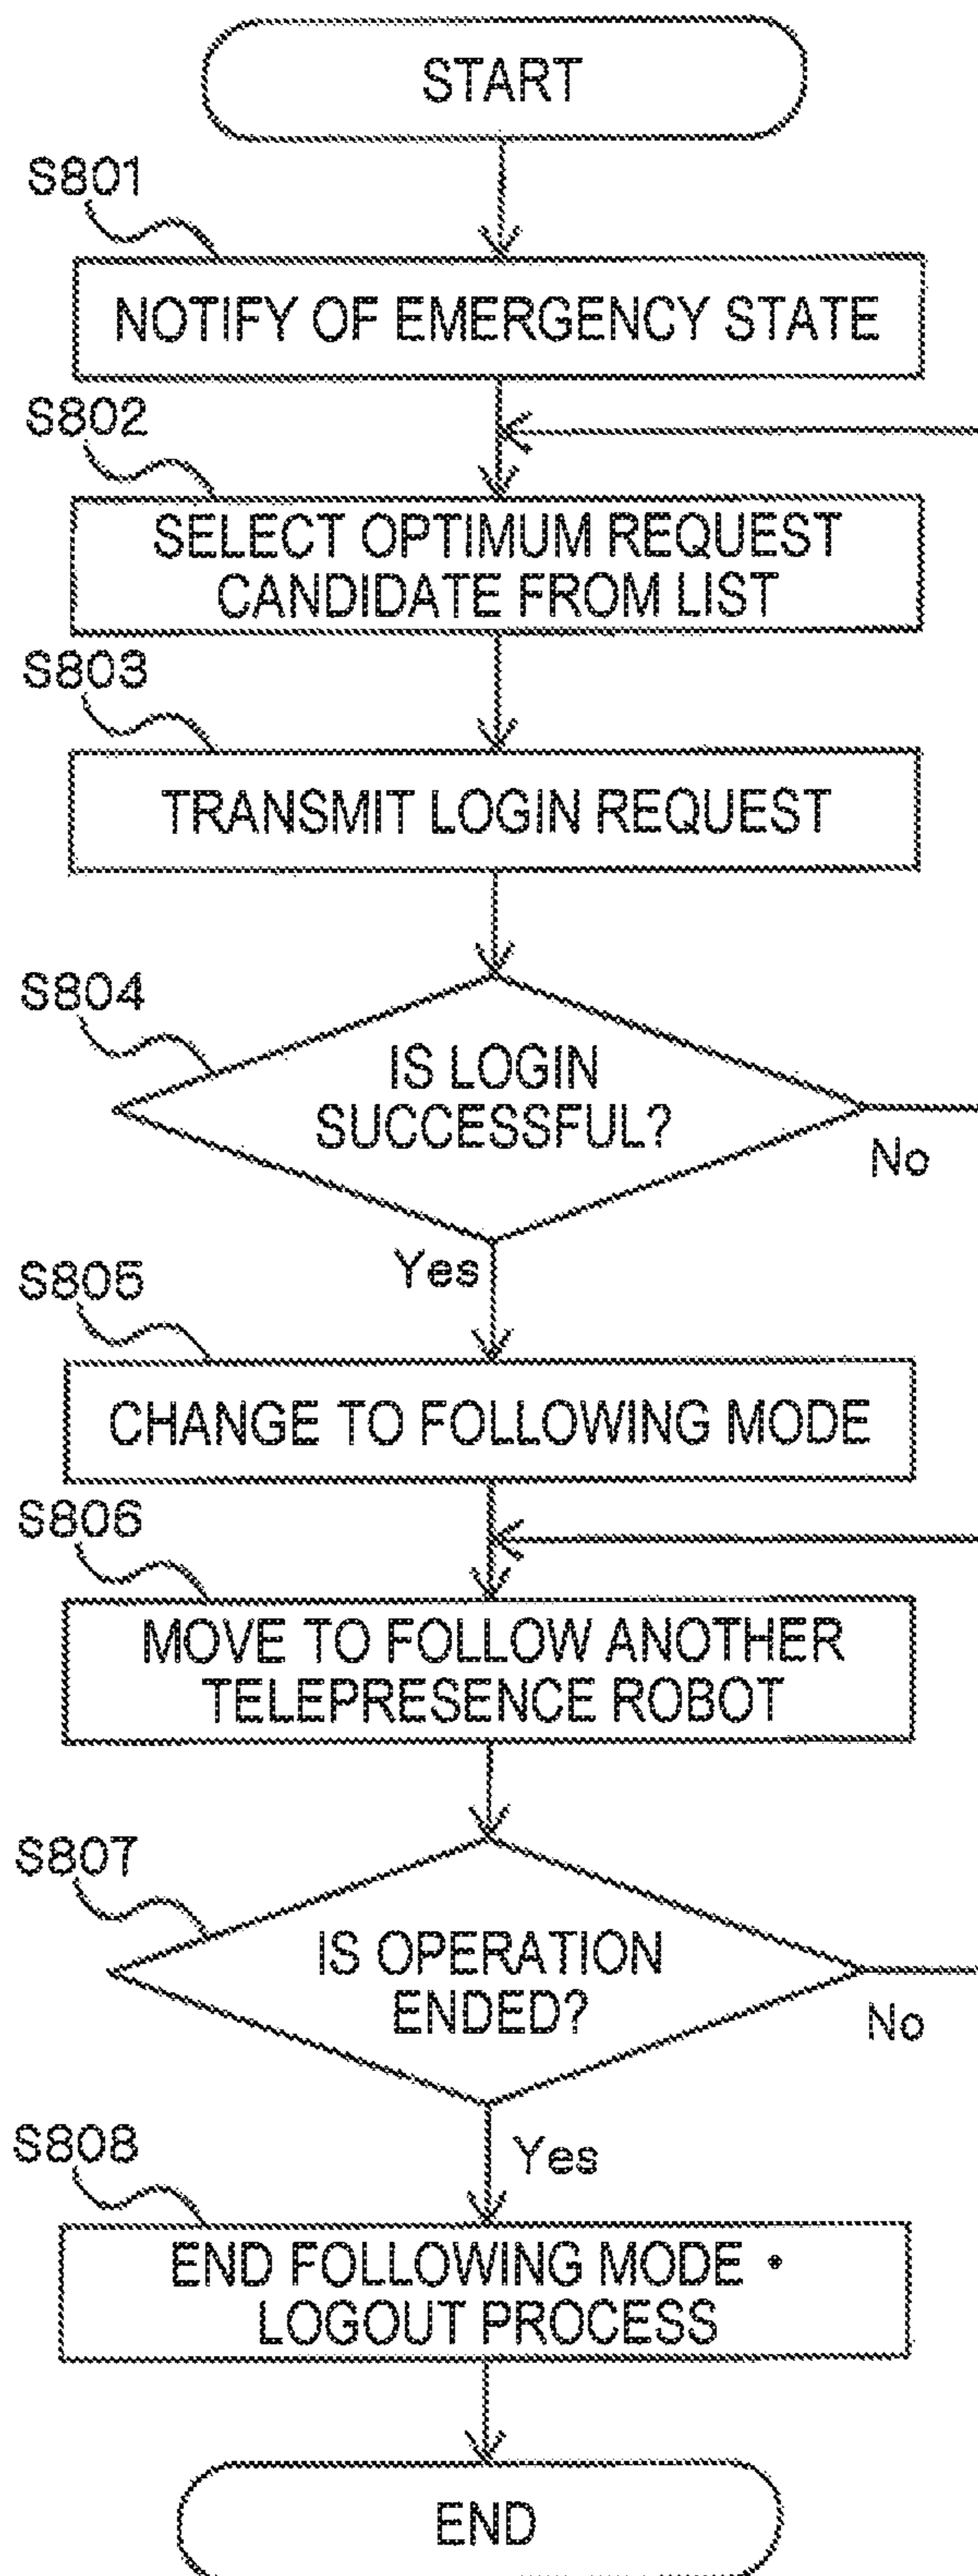 START
S801
NOTIFY OF EMERGENCY STATE
S802
SELECT OPTIMUM REQUEST
CANDIDATE FROM LIST
S803
TRANSMIT LOGIN REQUEST
S804
IS LOGIN
SUCCESSFUL?
No
Yes
S805
CHANGE TO FOLLOWING MODE
S806
MOVE TO FOLLOW ANOTHER
TELEPRESENCE ROBOT
S807
IS OPERATION
ENDED?
No
Yes
S808
END FOLLOWING MODE •
LOGOUT PROCESS
END